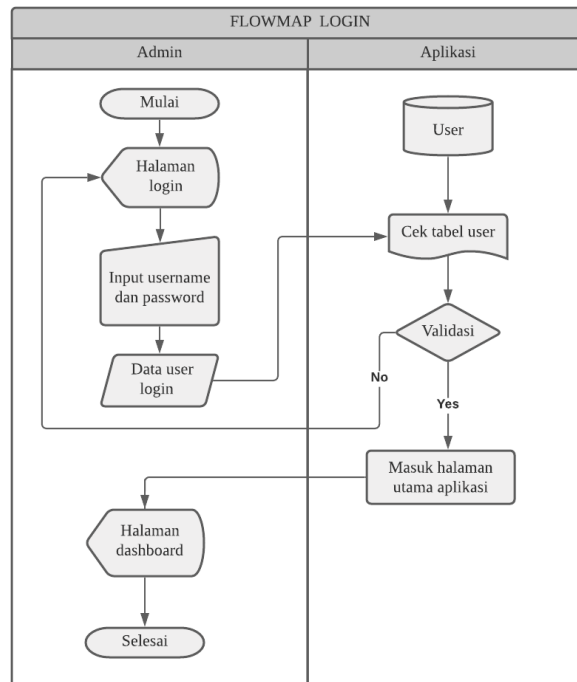 FLOWMAP LOGIN
Admin
Aplikasi
Mulai
User
Halaman
login
Cek tabel user
Input username
dan password
Validasi
Data user
login
No
Yes
Masuk halaman
utama aplikasi
Halaman
dashboard
Selesai